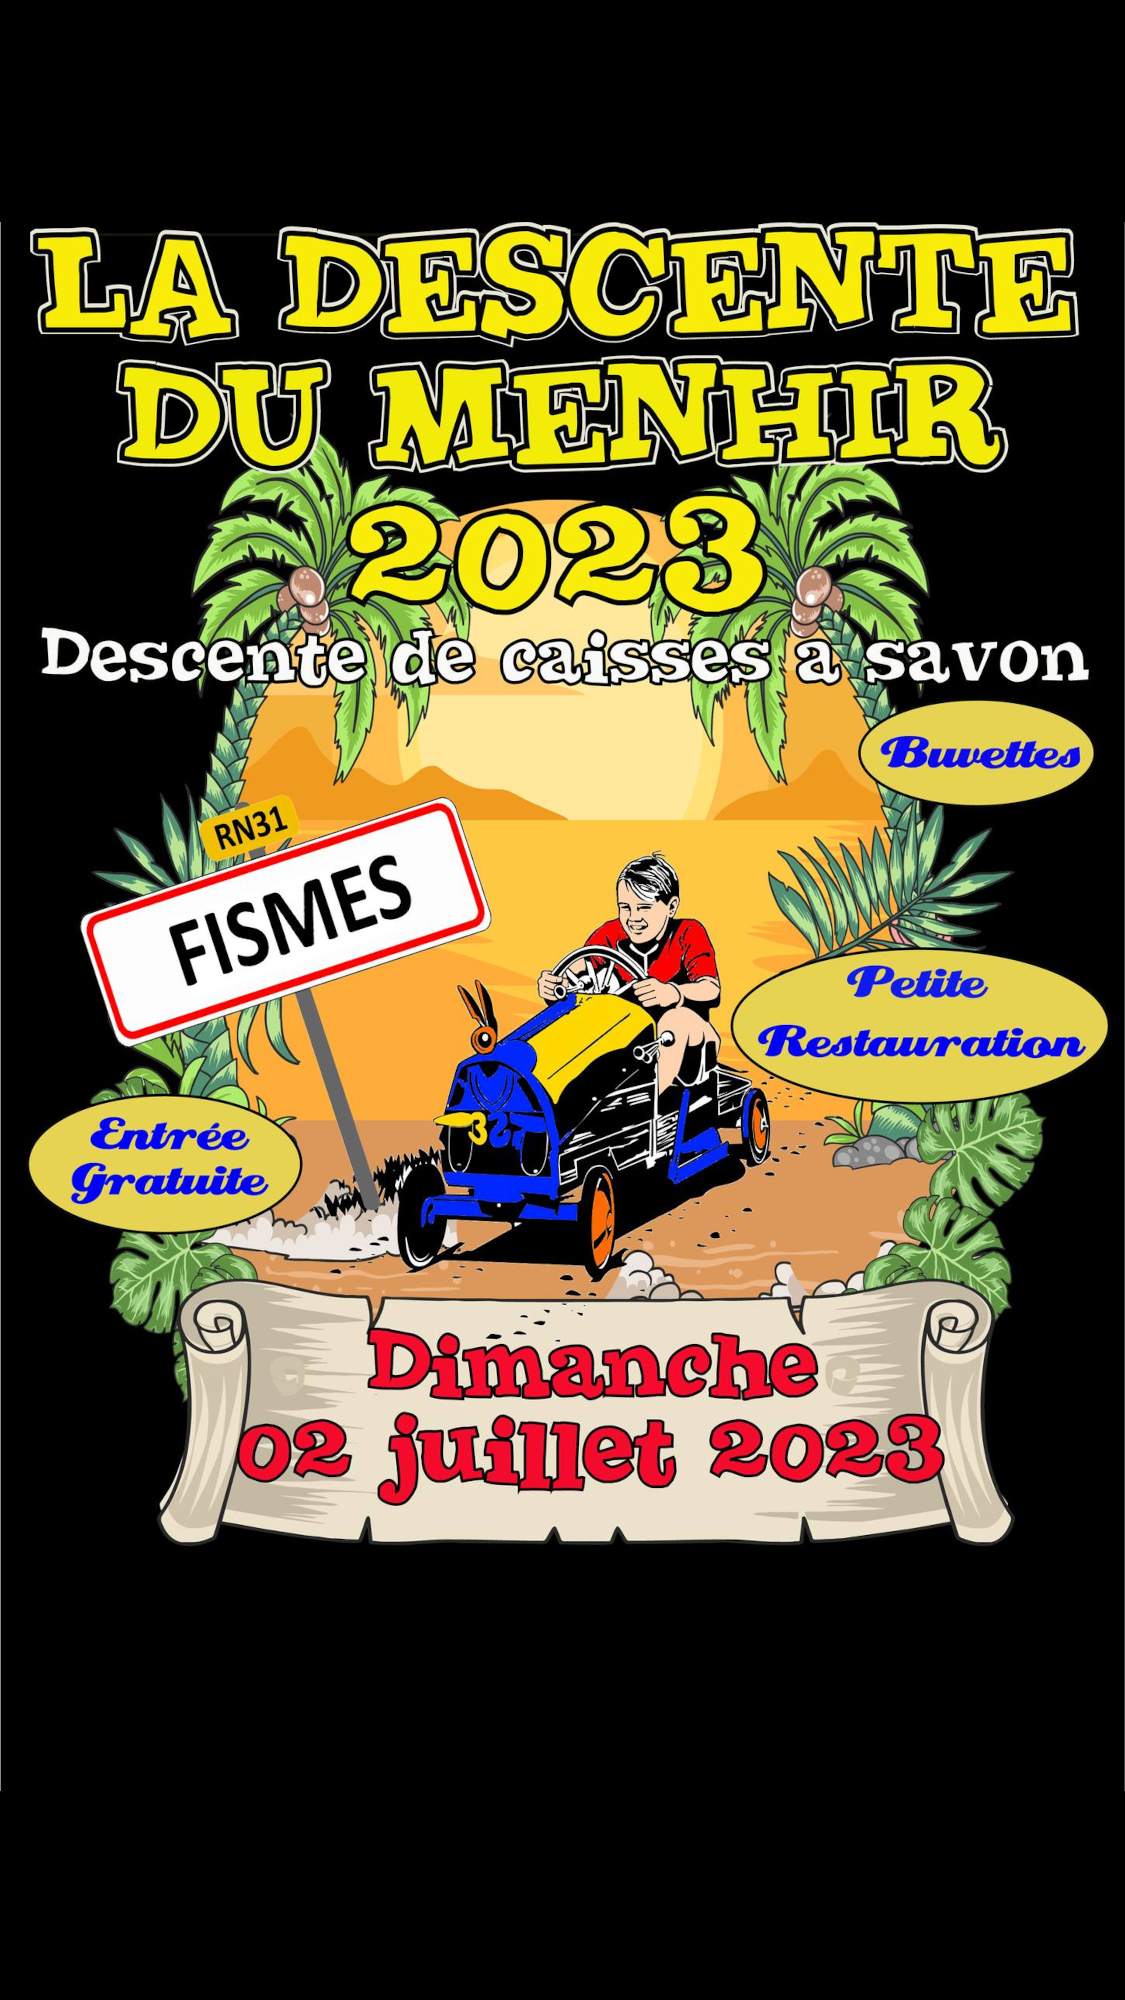 LA DESCENTE
DU MENHIR
2023
Descente de caisses a savon
Buvettes
RN31
FISMES
Petite
Restauration
Entrée
Gratuite
Dimanche
02 juillet 2023